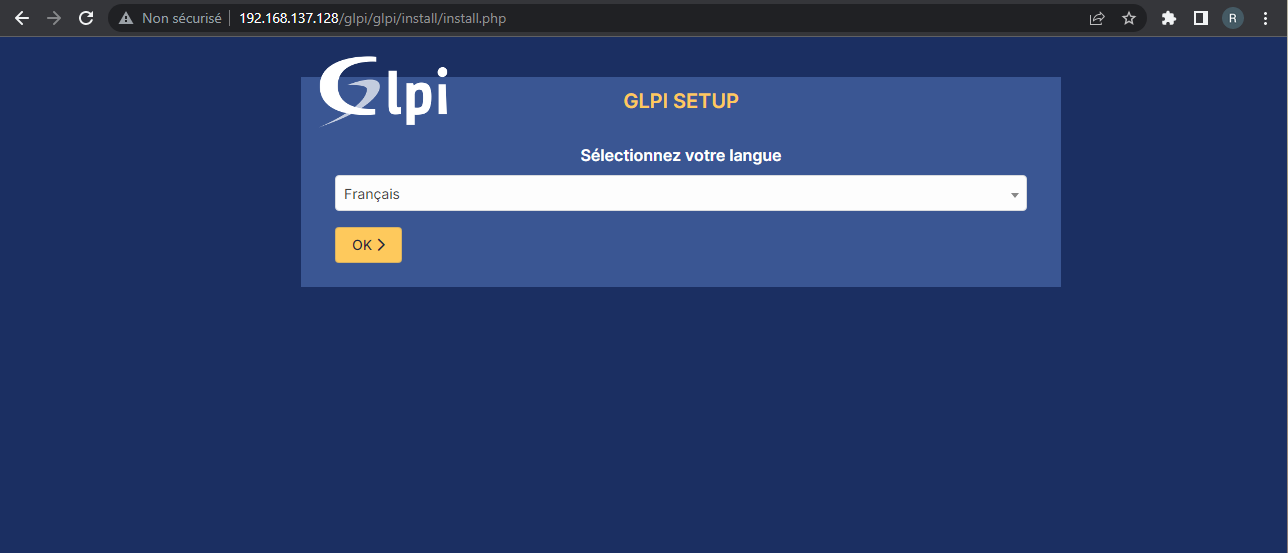 Non sécurisé 192.168.137.128/glpi/glpi/install/install.php
R
Glpi
GLPI SETUP
Sélectionnez votre langue
Français
OK